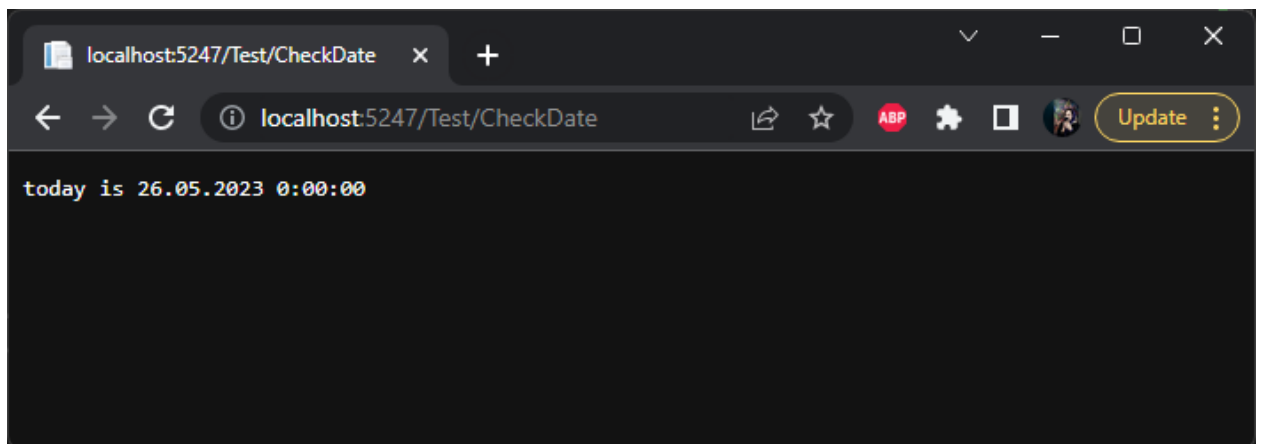 localhost:5247/Test/CheckDate
localhost:5247/Test/CheckDate
ABP
Update
today is 26.05.2023 0:00:00